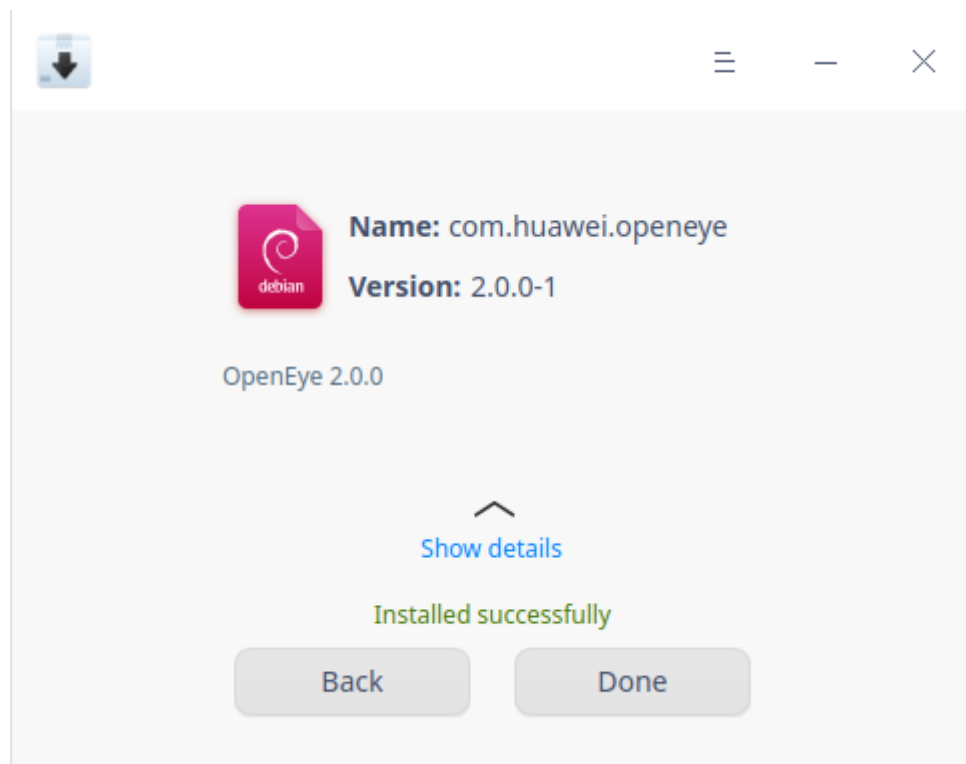 Name: com.huawei.openeye
debian
Version: 2.0.0-1
OpenEye 2.0.0
Show details
Installed successfully
Back
Done